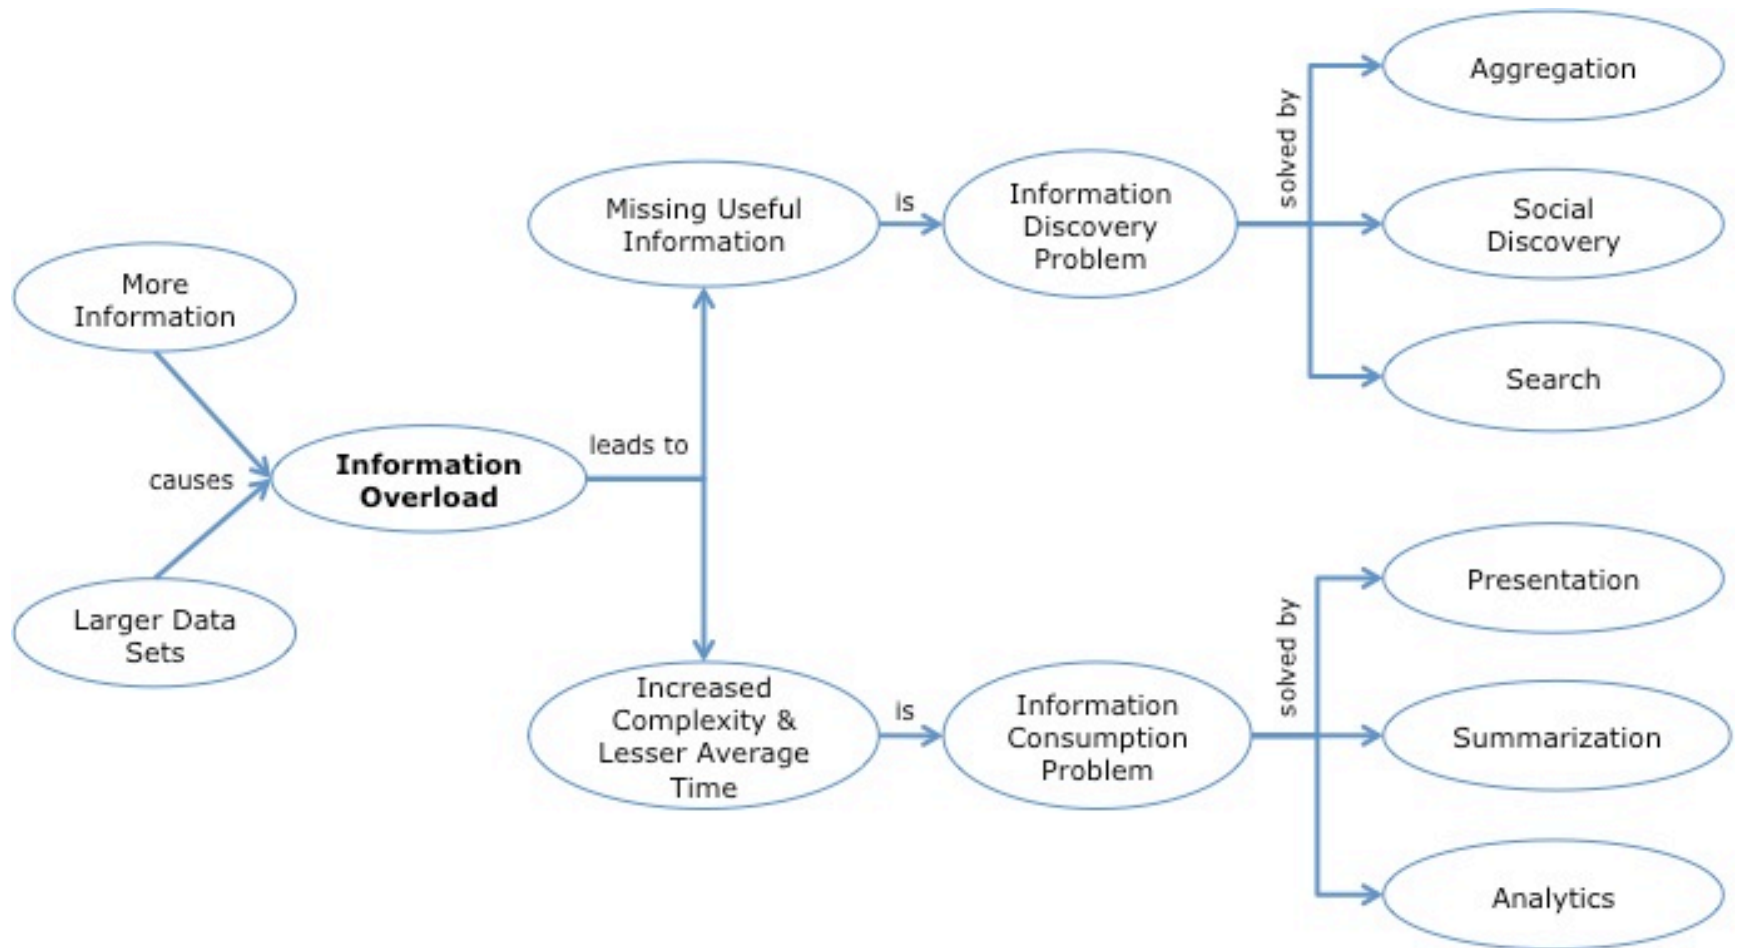 More
Information
causes
Larger Data
Sets
Information
Overload
leads to
Missing Useful
Information
is
Information
Discovery
Problem
solved by
Aggregation
Social
Discovery
Search
Increased
Complexity &
Lesser Average
Time
is
Information
Consumption
Problem
solved by
Presentation
Summarization
Analytics